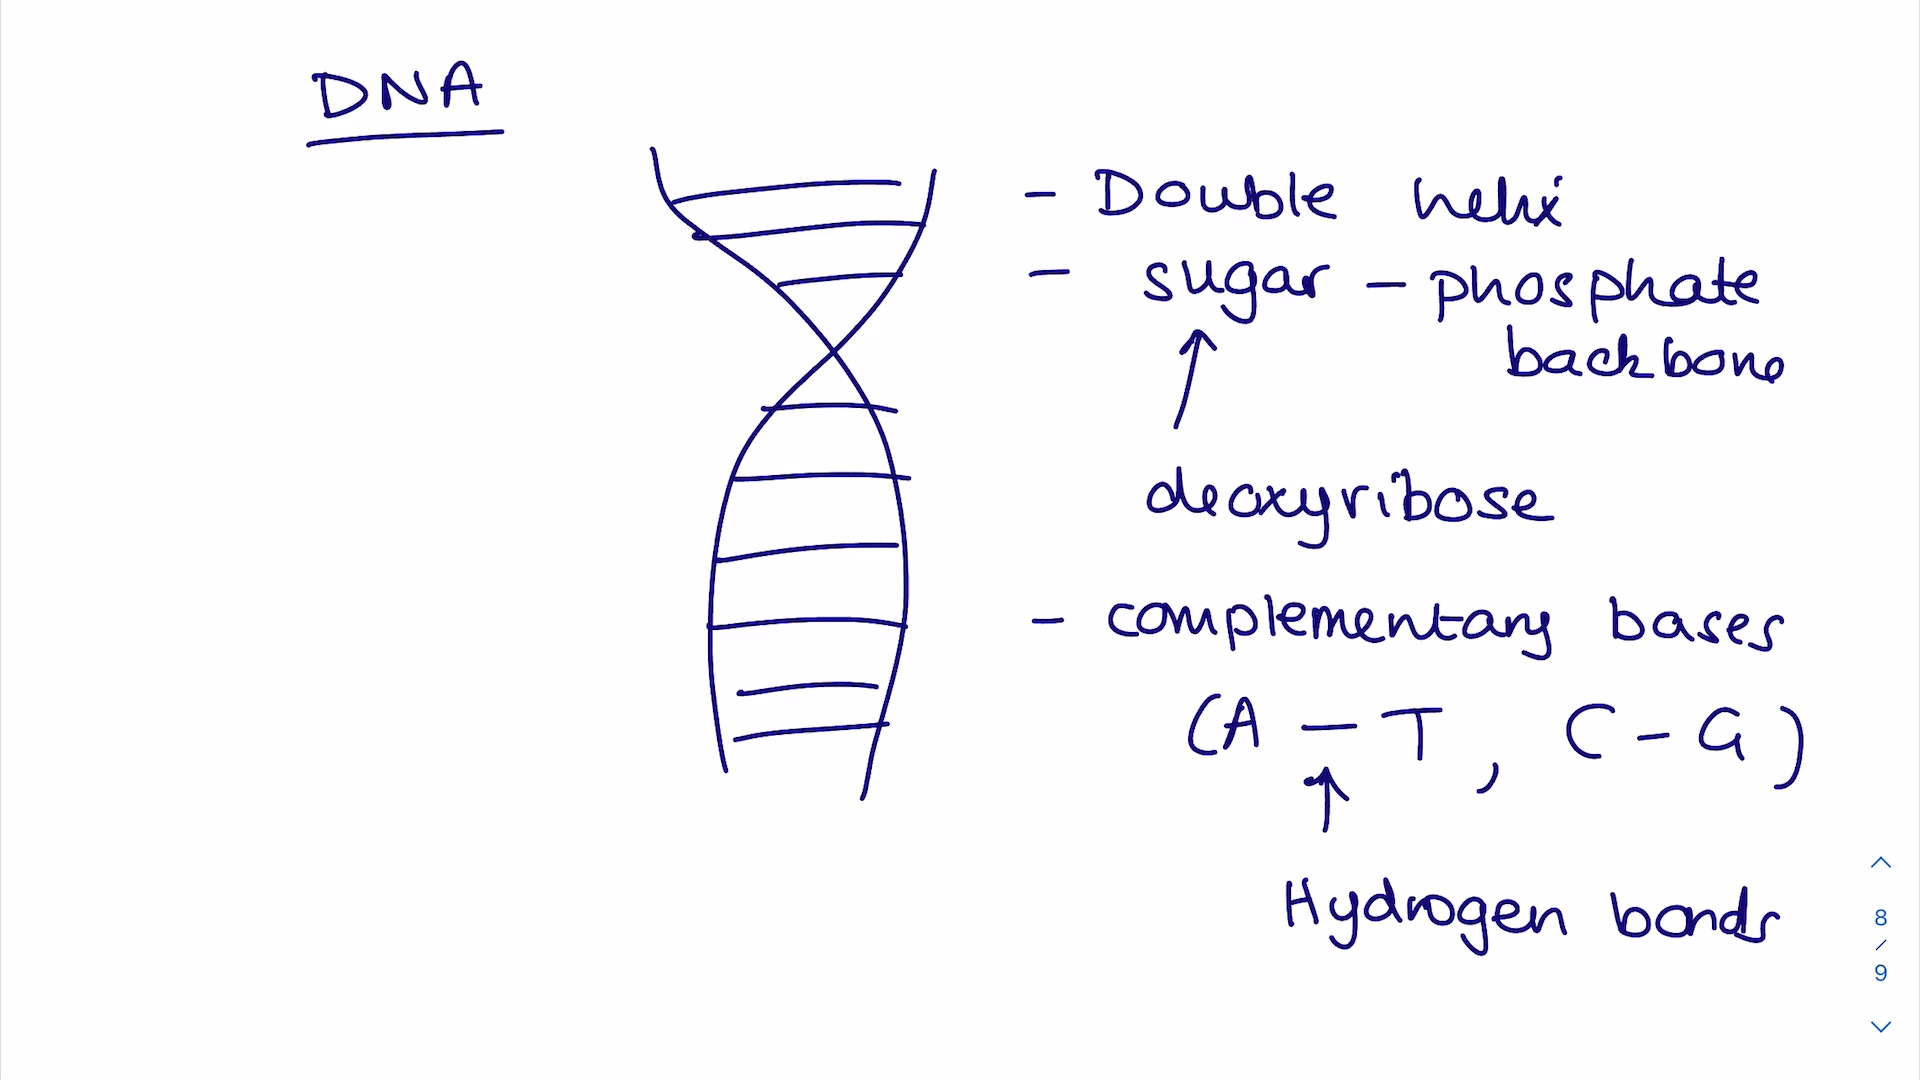 DNA
- Double helix
- sugar - phosphate
backbone
deoxyribose
- complementary bases
(A - T, C - G)
Hydrogen bonds
8
/
9